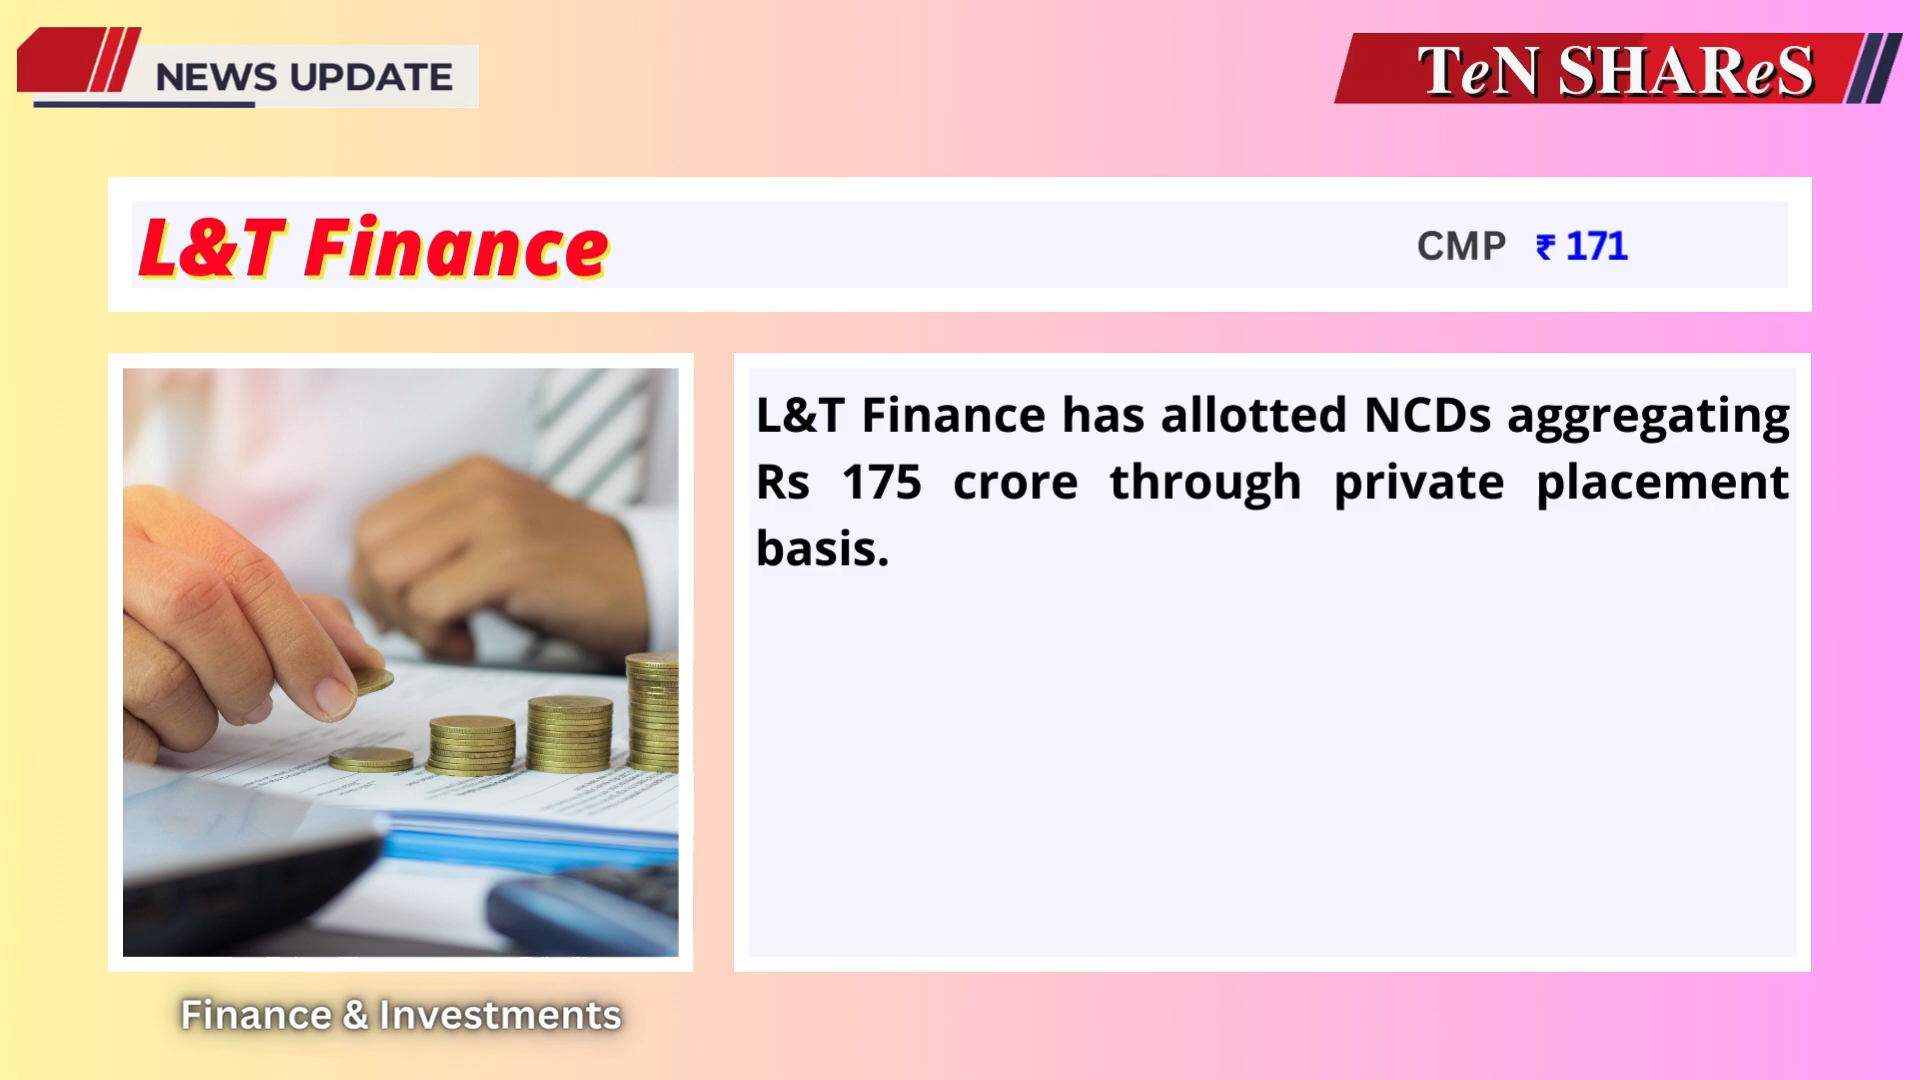 NEWS UPDATE
TeN SHAReS
L&T Finance
CMP ₹ 171
L&T Finance has allotted NCDs aggregating
Rs 175 crore through private placement
basis.
Finance & Investments